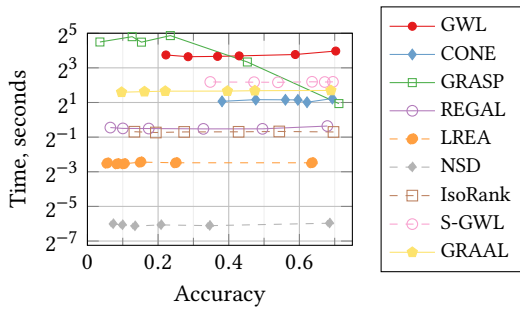 2^5
2^3
2^1
2^−1
2^−3
2^−5
2^−7
Time, seconds
0
0.2
0.4
0.6
Accuracy
GWL
CONE
GRASP
REGAL
LREA
NSD
IsoRank
S-GWL
GRAAL